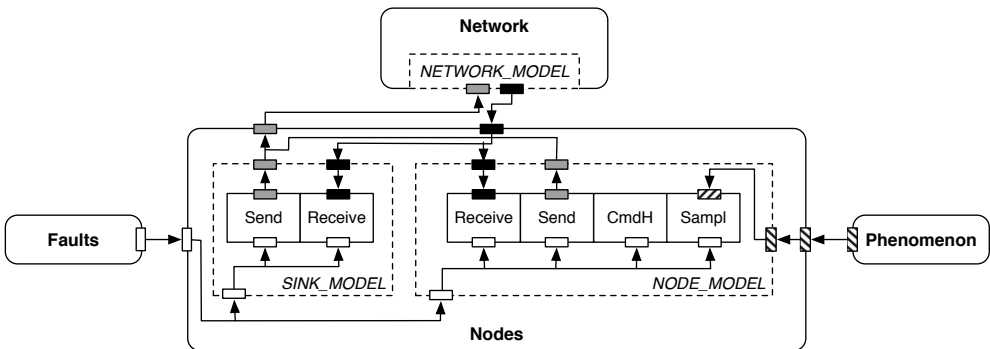 Network
NETWORK_MODEL
Send Receive
Receive Send CmdH Sampl
Faults
Phenomenon
SINK_MODEL
NODE_MODEL
Nodes